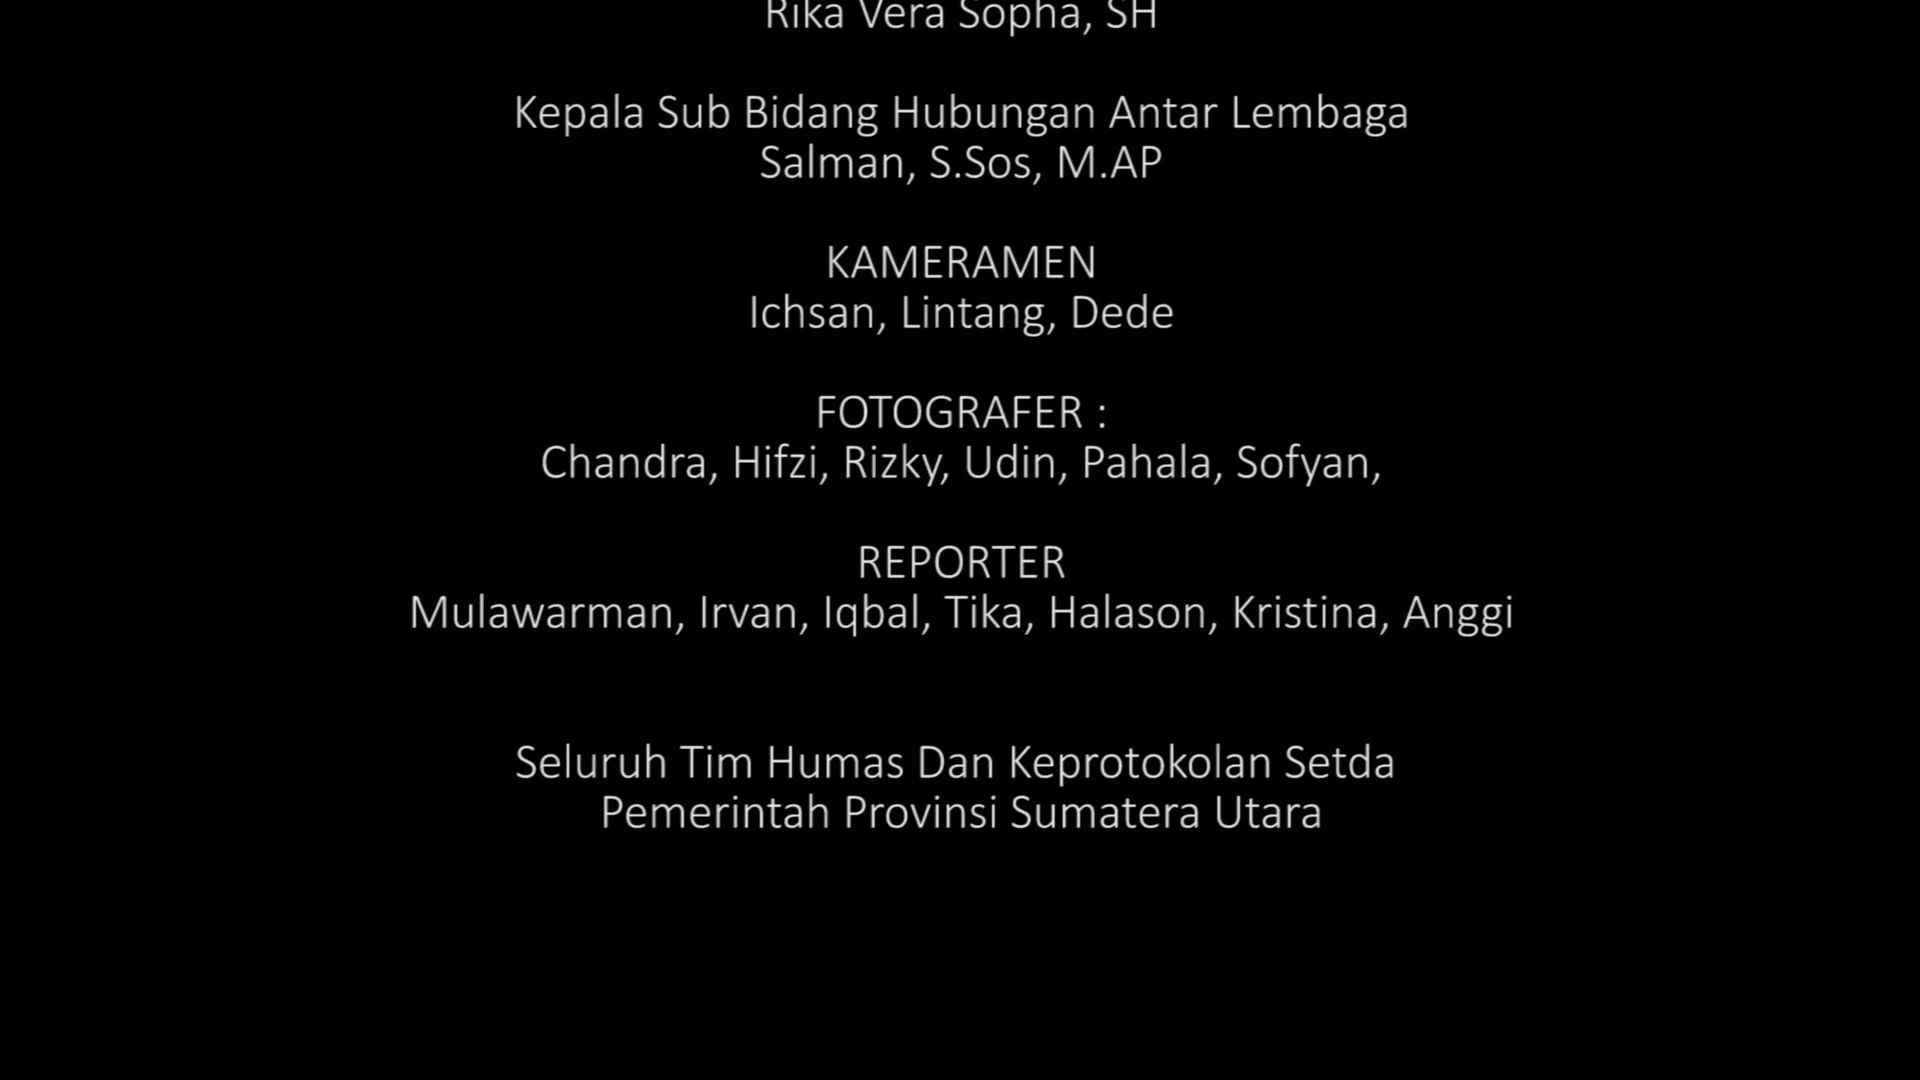 Rika Vera Sopha, SH
Kepala Sub Bidang Hubungan Antar Lembaga
Salman, S.Sos, M.AP
KAMERAMEN
Ichsan, Lintang, Dede
FOTOGRAFER :
Chandra, Hifzi, Rizky, Udin, Pahala, Sofyan,
REPORTER
Mulawarman, Irvan, Iqbal, Tika, Halason, Kristina, Anggi
Seluruh Tim Humas Dan Keprotokolan Setda
Pemerintah Provinsi Sumatera Utara